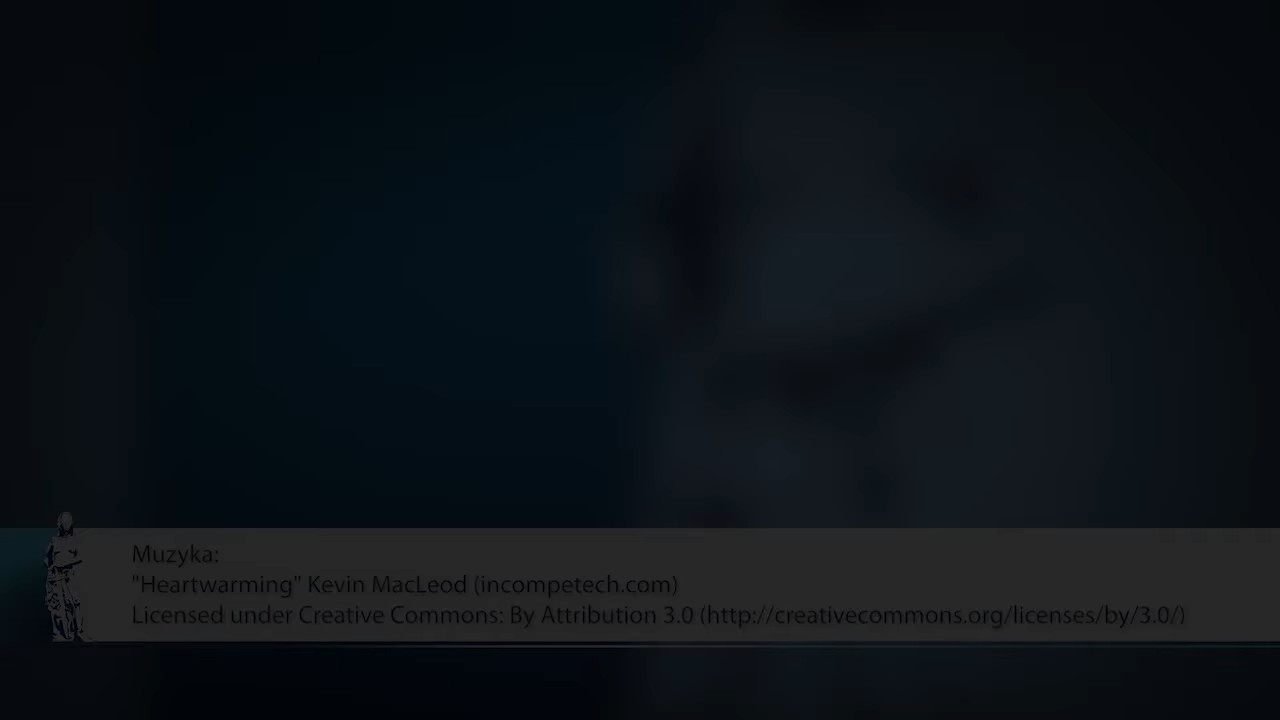 Muzyka:
"Heartwarming" Kevin MacLeod (incompetech.com)
Licensed under Creative Commons: By Attribution 3.0 (http://creativecommons.org/licenses/by/3.0/)